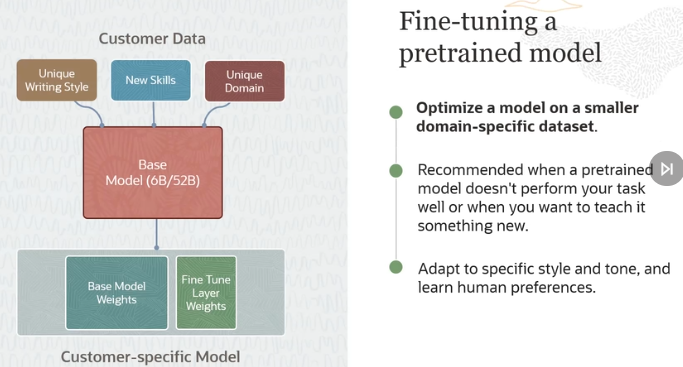 Customer Data
Unique
Writing Style
New Skills
Unique
Domain
Base
Model (6B/52B)
Base Model
Weights
Fine Tune
Layer
Weights
Customer-specific Model
Fine-tuning a
pretrained model
Optimize a model on a smaller
domain-specific dataset.
Recommended when a pretrained
model doesn't perform your task
well or when you want to teach it
something new.
Adapt to specific style and tone, and
learn human preferences.